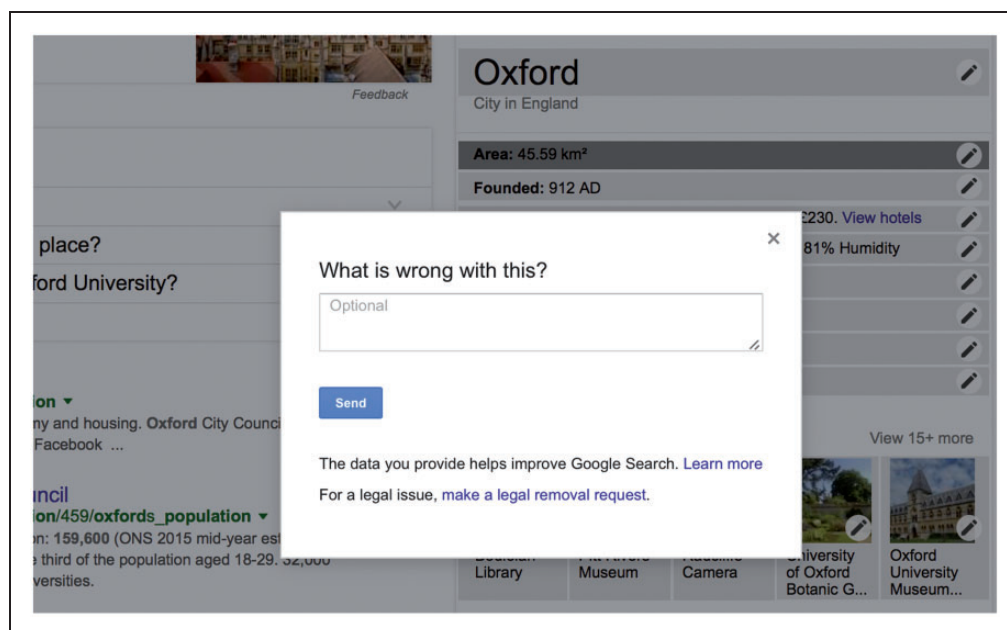 Feedback
place?
ford University?
ion
ny and housing. Oxford City Counci
Facebook ...
uncil
ion/459/oxfords_population
on: 159,600 (ONS 2015 mid-year est
third of the population aged 18-29. 32,000
versities.
Oxford
City in England
Area: 45.59 km²
Founded: 912 AD
£230. View hotels
81% Humidity
What is wrong with this?
Optional
Send
The data you provide helps improve Google Search. Learn more
For a legal issue, make a legal removal request.
View 15+ more
Library
Museum
Camera
University
of Oxford
Botanic G...
Oxford
University
Museum...